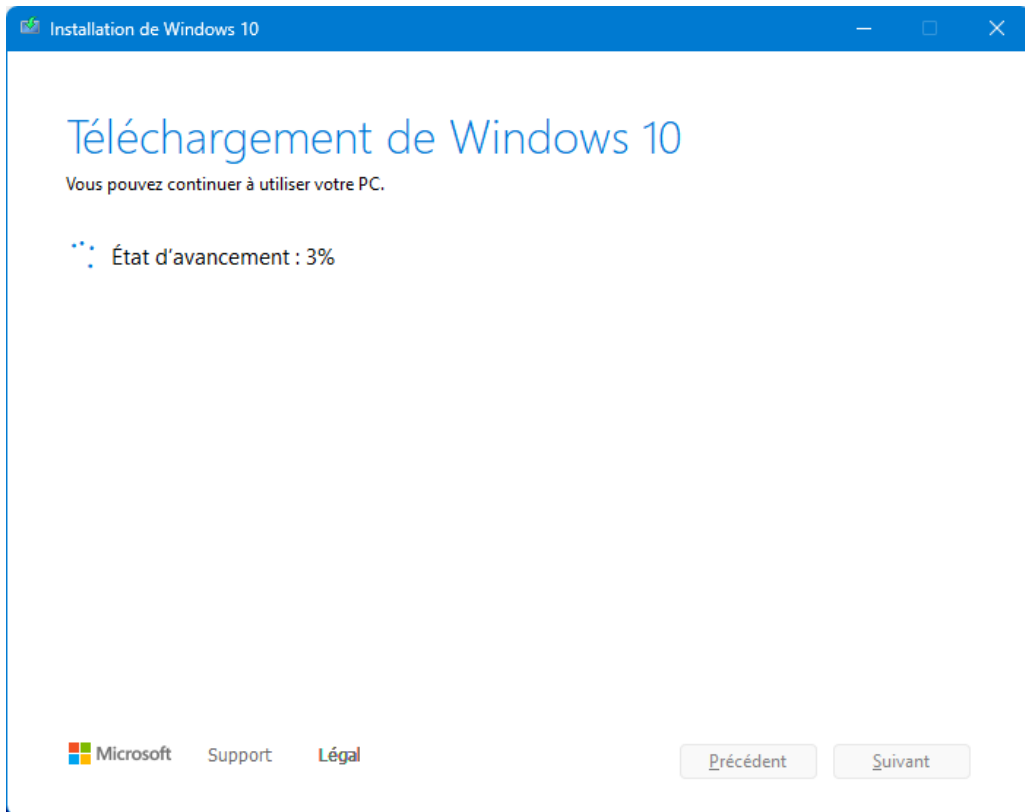 Installation de Windows 10
Téléchargement de Windows 10
Vous pouvez continuer à utiliser votre PC.
État d’avancement : 3%
Microsoft Support Légal
Précédent Suivant